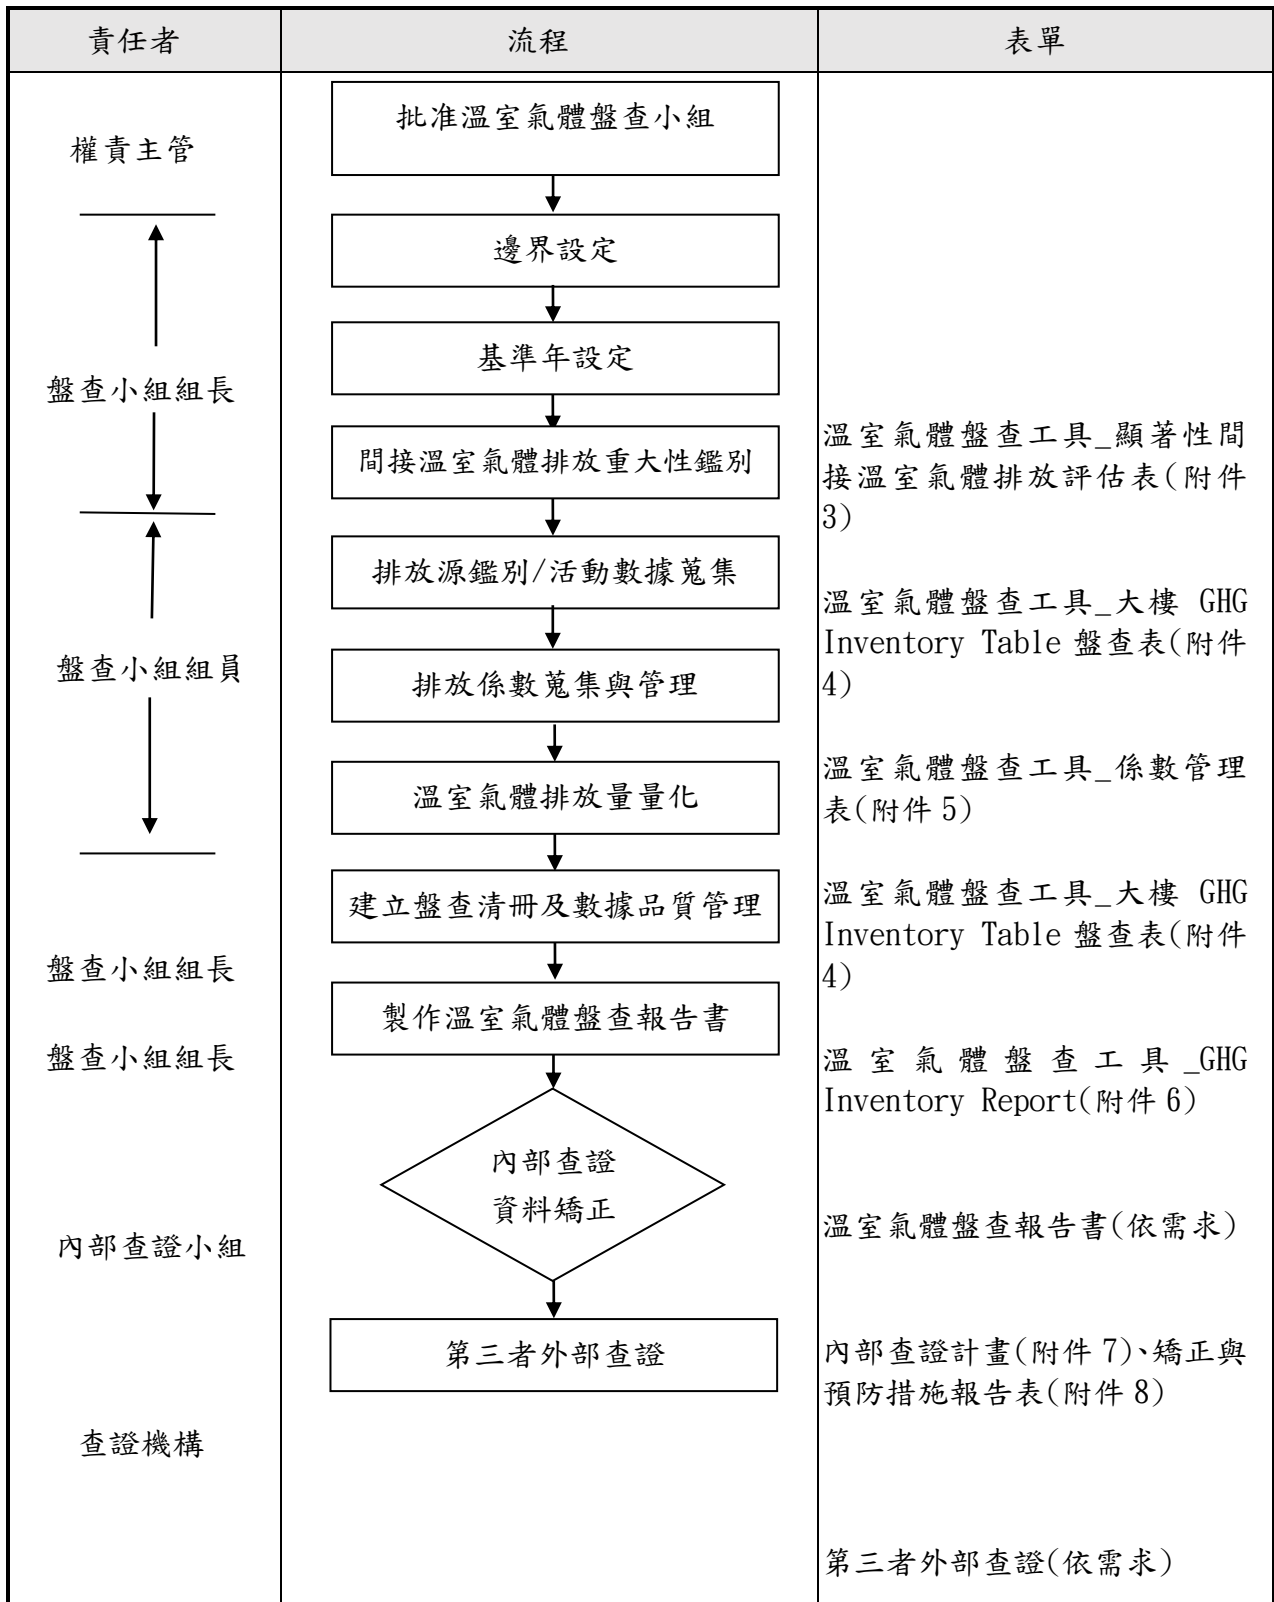 責任者
流程
表單
權責主管
盤查小組組長
盤查小組組員
盤查小組組長
盤查小組組長
內部查證小組
查證機構
批准溫室氣體盤查小組
邊界設定
基準年設定
間接溫室氣體排放重大性鑑別
排放源鑑別/活動數據蒐集
排放係數蒐集與管理
溫室氣體排放量量化
建立盤查清冊及數據品質管理
製作溫室氣體盤查報告書
內部查證
資料矯正
第三者外部查證
溫室氣體盤查工具_顯著性間
接溫室氣體排放評估表(附件
3)
溫室氣體盤查工具_大樓 GHG
Inventory Table 盤查表(附件
4)
溫室氣體盤查工具_係數管理
表(附件 5)
溫室氣體盤查工具_大樓 GHG
Inventory Table 盤查表(附件
4)
溫室氣體盤查工具_GHG
Inventory Report(附件 6)
溫室氣體盤查報告書(依需求)
內部查證計畫(附件 7)、矯正與
預防措施報告表(附件 8)
第三者外部查證(依需求)